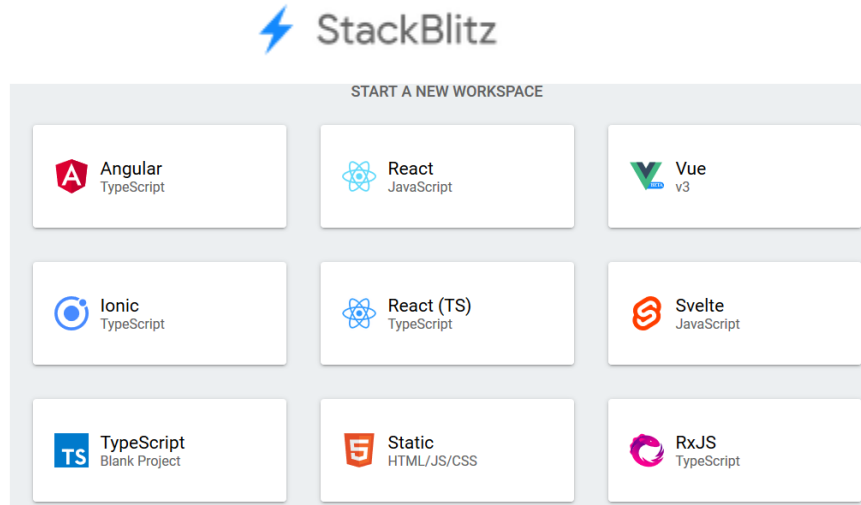 StackBlitz
START A NEW WORKSPACE
Angular
TypeScript
React
JavaScript
Vue
v3
BETA
Ionic
TypeScript
React (TS)
TypeScript
Svelte
JavaScript
TS
TypeScript
Blank Project
Static
HTML/JS/CSS
RxJS
TypeScript